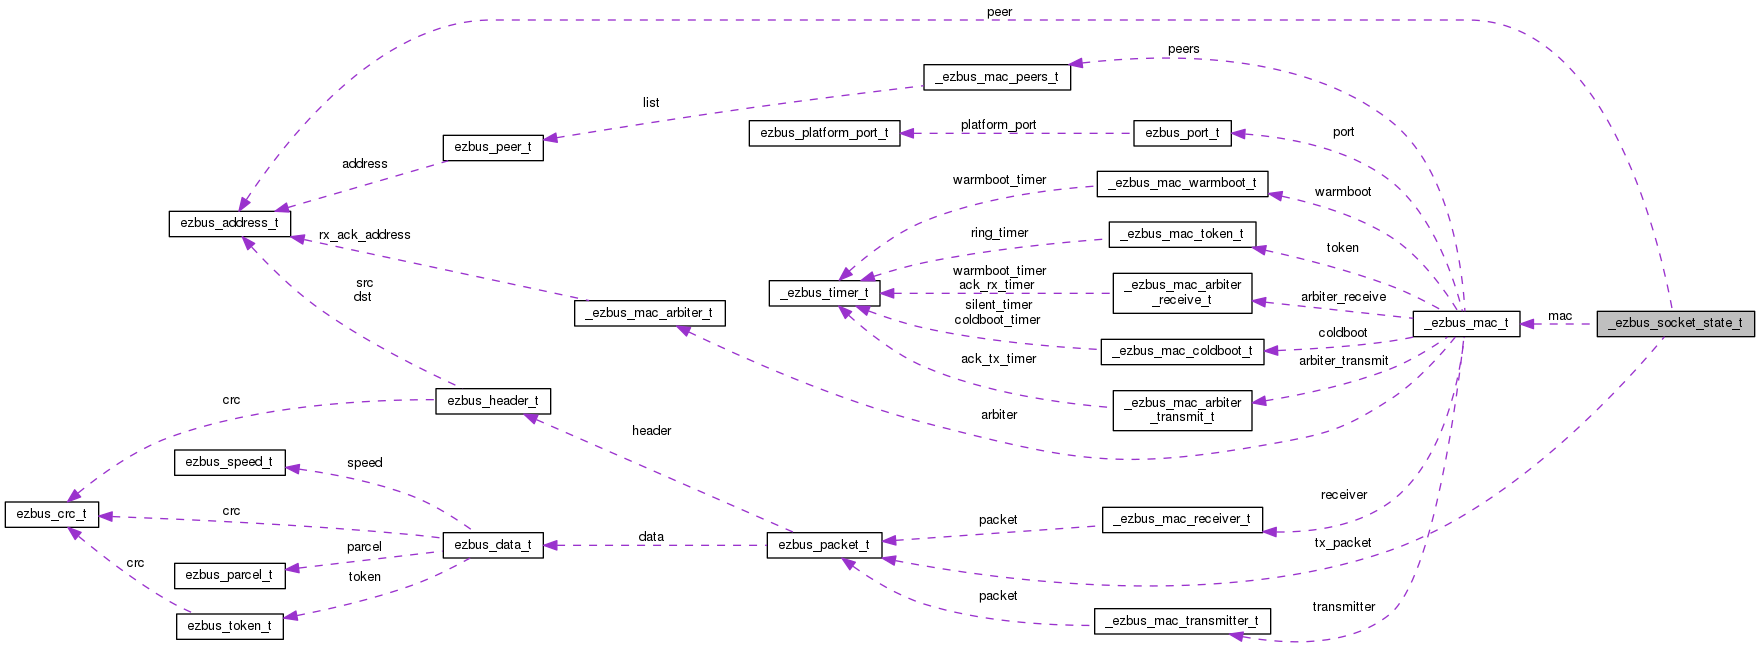 peer
peers
_ezbus_mac_peers_t
list
platform_port
port
ezbus_platform_port_t
ezbus_port_t
ezbus_peer_t
address
warmboot_timer
_ezbus_mac_warmboot_t
warmboot
ezbus_address_t
rx_ack_address
ring_timer
_ezbus_mac_token_t
token
src
dst
warmboot_timer
ack_rx_timer
_ezbus_mac_arbiter
_receive_t
arbiter_receive
_ezbus_timer_t
silent_timer
coldboot_timer
_ezbus_mac_arbiter_t
_ezbus_mac_t
mac
_ezbus_socket_state_t
coldboot
_ezbus_mac_coldboot_t
ack_tx_timer
arbiter_transmit
crc
ezbus_header_t
_ezbus_mac_arbiter
_transmit_t
arbiter
header
ezbus_speed_t
speed
receiver
ezbus_crc_t
crc
packet
_ezbus_mac_receiver_t
data
ezbus_data_t
ezbus_packet_t
tx_packet
parcel
crc
ezbus_parcel_t
token
packet
transmitter
ezbus_token_t
_ezbus_mac_transmitter_t